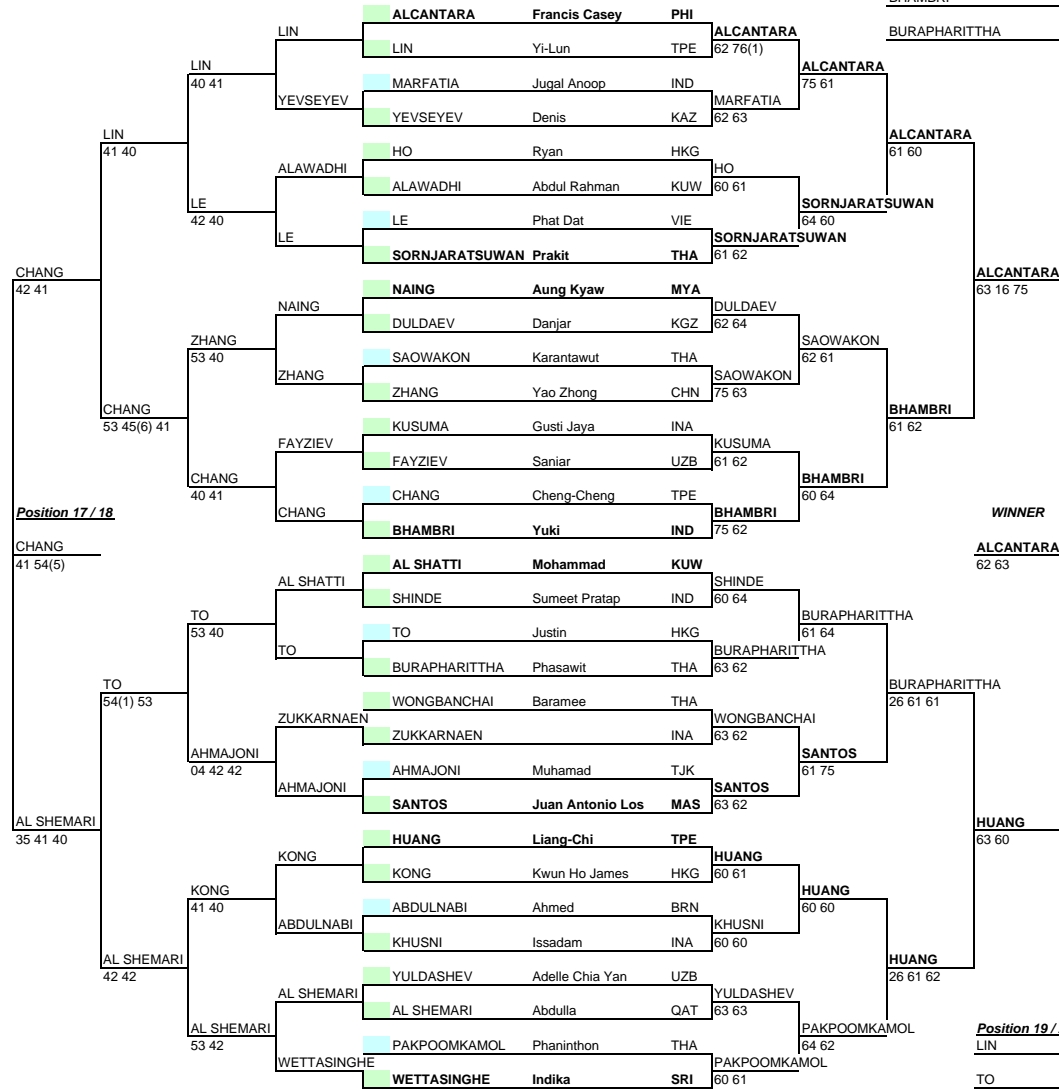 BHAMBRI
ALCANTARA Francis Casey PHI
LIN ALCANTARA BURAPHARITTHA
LIN Yi-Lun TPE 62 76(1)
LIN ALCANTARA
40 41 MARFATIA Jugal Anoop IND 75 61
YEVSEYEV MARFATIA
YEVSEYEV Denis KAZ 62 63
LIN ALCANTARA
41 40 HO Ryan HKG 61 60
ALAWADHI HO
ALAWADHI Abdul Rahman KUW 60 61
LE SORNJARATSUWAN
42 40 LE Phat Dat VIE 64 60
LE SORNJARATSUWAN
SORNJARATSUWAN Prakit THA 61 62
CHANG ALCANTARA
42 41 NAING Aung Kyaw MYA 63 16 75
NAING DULDAEV
DULDAEV Danjar KGZ 62 64
ZHANG SAOWAKON
53 40 SAOWAKON Karantawut THA 62 61
ZHANG SAOWAKON
ZHANG Yao Zhong CHN 75 63
CHANG BHAMBRI
53 45(6) 41 KUSUMA Gusti Jaya INA 61 62
FAYZIEV KUSUMA
FAYZIEV Saniar UZB 61 62
CHANG BHAMBRI
40 41 CHANG Cheng-Cheng TPE 60 64
Position 17 / 18 CHANG BHAMBRI WINNER
BHAMBRI Yuki IND 75 62
CHANG ALCANTARA
41 54(5) AL SHATTI Mohammad KUW 62 63
AL SHATTI SHINDE
SHINDE Sumeet Pratap IND 60 64
TO BURAPHARITTHA
53 40 TO Justin HKG 61 64
TO BURAPHARITTHA
BURAPHARITTHA Phasawit THA 63 62
TO BURAPHARITTHA
54(1) 53 WONGBANCHAI Baramee THA 26 61 61
ZUKKARNAEN WONGBANCHAI
ZUKKARNAEN INA 63 62
AHMAJONI SANTOS
04 42 42 AHMAJONI Muhamad TJK 61 75
AHMAJONI SANTOS
SANTOS Juan Antonio Los MAS 63 62
AL SHEMARI HUANG
35 41 40 HUANG Liang-Chi TPE 63 60
KONG HUANG
KONG Kwun Ho James HKG 60 61
KONG HUANG
41 40 ABDULNABI Ahmed BRN 60 60
ABDULNABI KHUSNI
KHUSNI Issadam INA 60 60
AL SHEMARI HUANG
42 42 YULDASHEV Adelle Chia Yan UZB 26 61 62
AL SHEMARI YULDASHEV
AL SHEMARI Abdulla QAT 63 63
AL SHEMARI PAKPOOMKAMOL Position 19 /
53 42 PAKPOOMKAMOL Phaninthon THA 64 62 LIN
WETTASINGHE PAKPOOMKAMOL
WETTASINGHE Indika SRI 60 61 TO